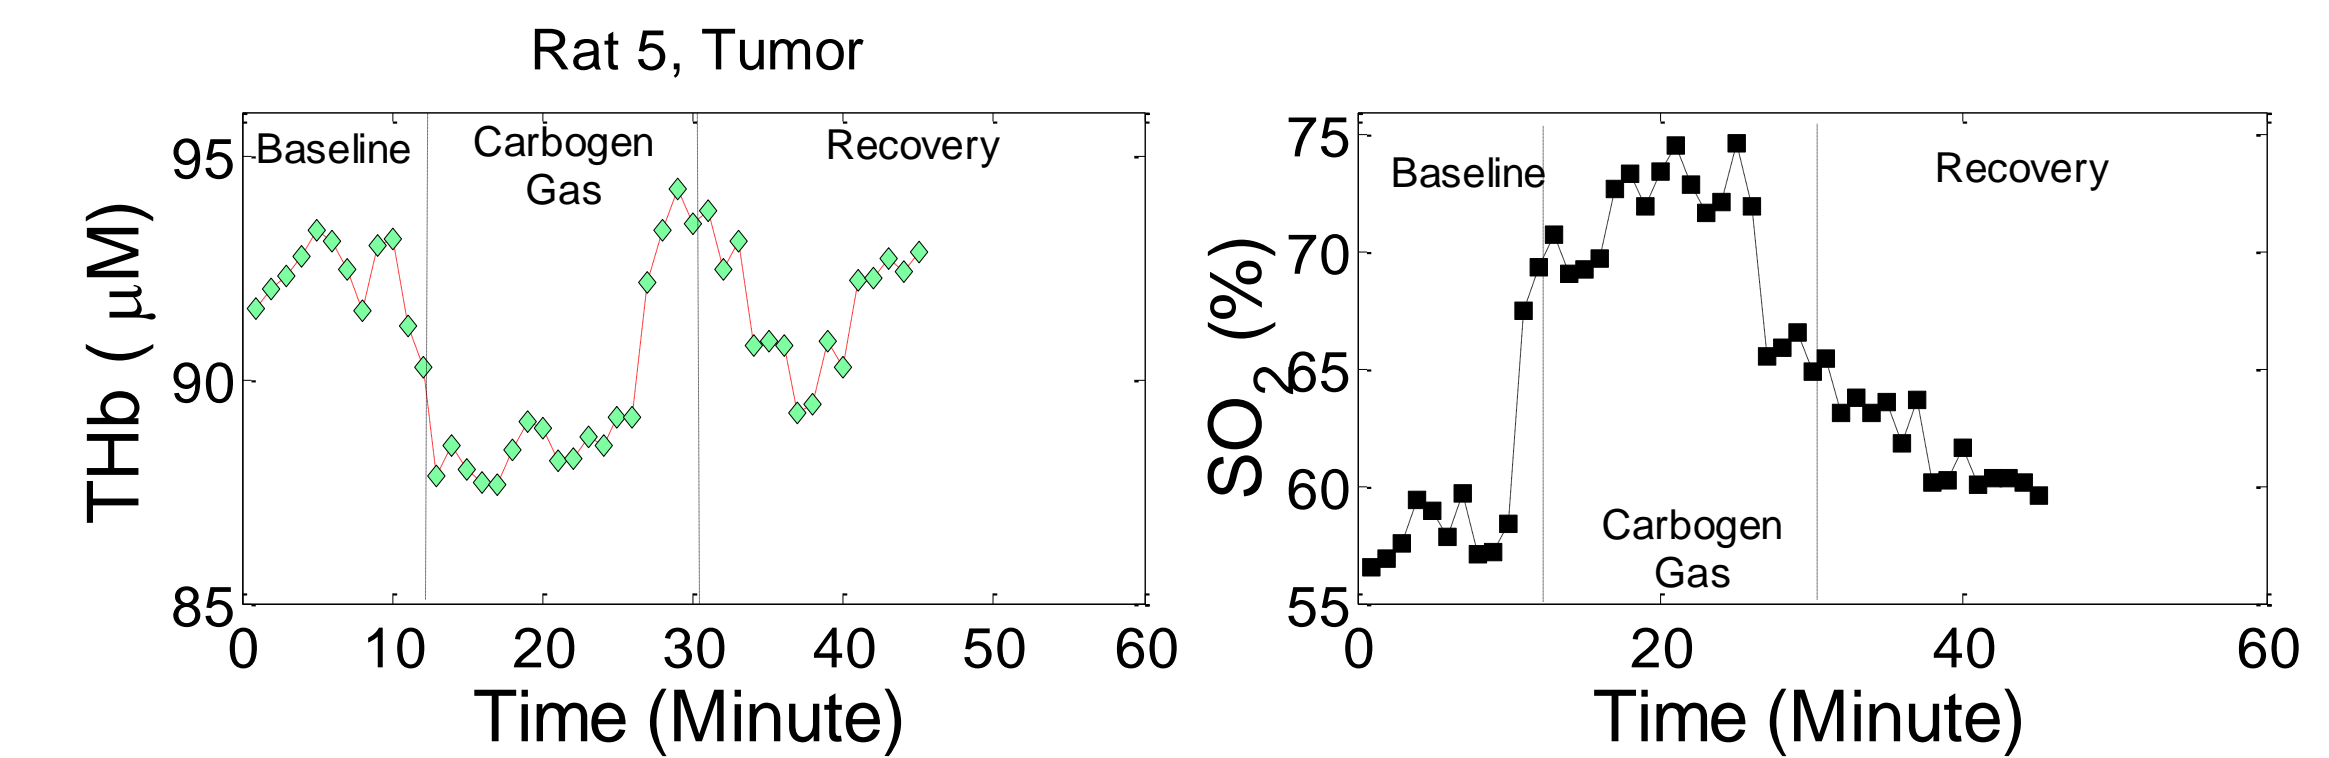 Rat 5, Tumor
Baseline
Carbogen
Gas
Recovery
95
90
85
THb ( μM)
0 10 20 30 40 50 60
Time (Minute)
Baseline
Recovery
Carbogen
Gas
75
70
65
60
55
SO2 (%)
0 20 40 60
Time (Minute)